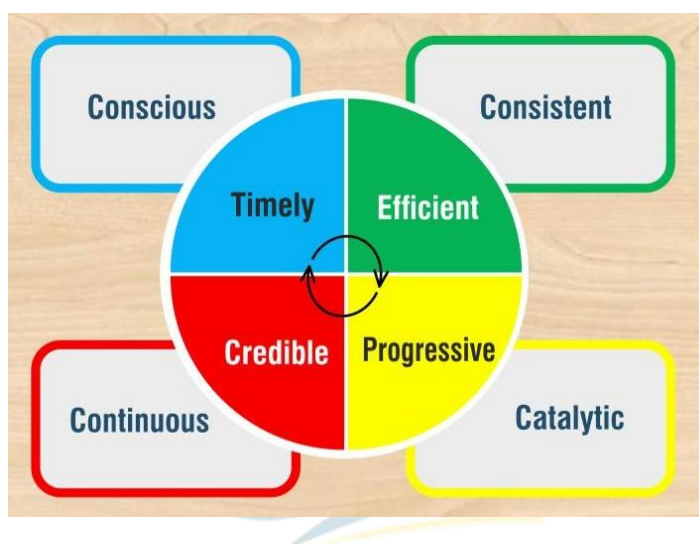 Conscious
Consistent
Timely
Efficient
Credible
Progressive
Continuous
Catalytic